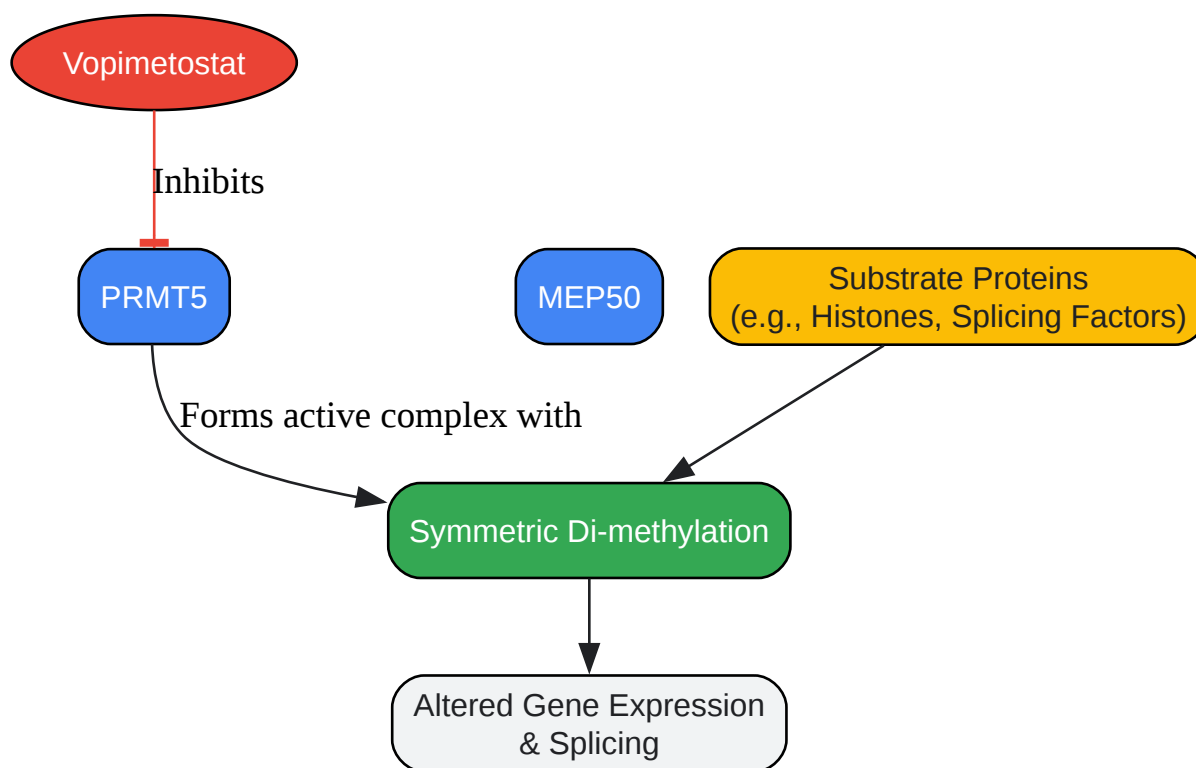 Vopimetostat
Inhibits
PRMT5
MEP50
Substrate Proteins
(e.g., Histones, Splicing Factors)
Forms active complex with
Symmetric Di-methylation
Altered Gene Expression
& Splicing